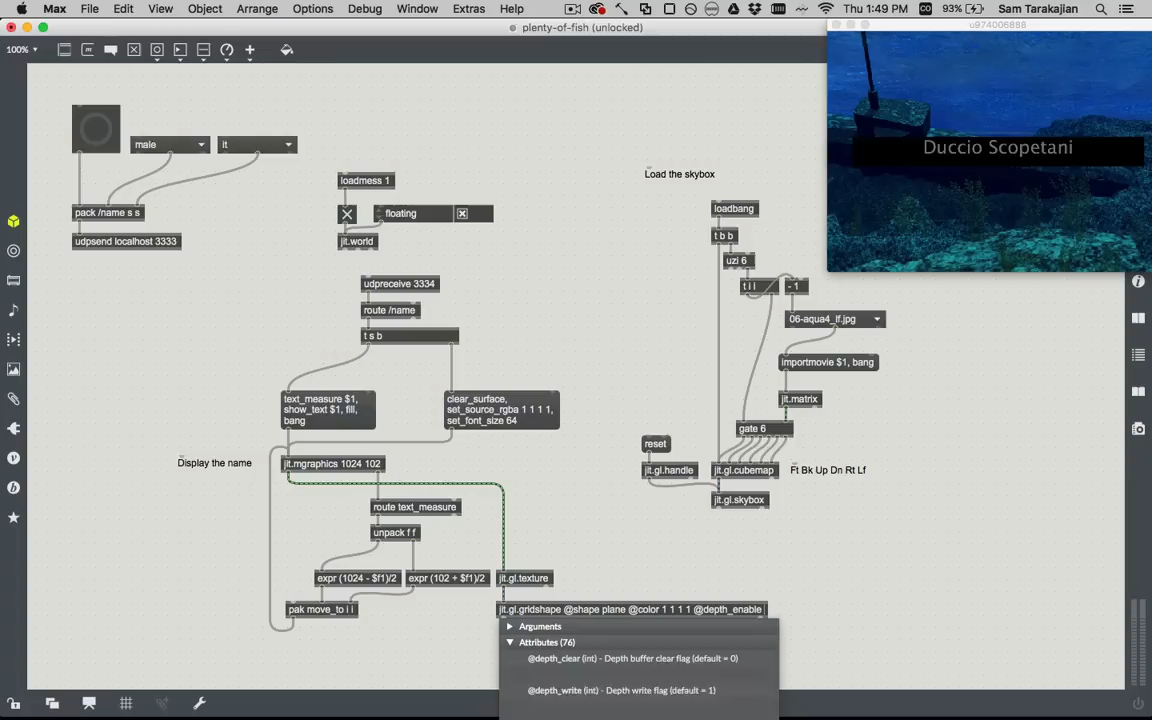 Max File Edit View Object Arrange Options Debug Window Extras Help Thu 1:49 PM 93% Sam Tarakajian
plenty-of-fish (unlocked)
u974006888
100%
Duccio Scopetani
male
it
loadmess 1
Load the skybox
pack /name s s
floating
loadbang
udpsend localhost 3333
jit.world
t b b
uzi 6
udpreceive 3334
t i i
- 1
route /name
06-aqua4_lf.jpg
t s b
importmovie $1, bang
text_measure $1,
show_text $1, fill,
bang
clear_surface,
set_source_rgba 1 1 1 1,
set_font_size 64
jit.matrix
gate 6
reset
Display the name
jit.mgraphics 1024 102
jit.gl.handle
jit.gl.cubemap
Ft Bk Up Dn Rt Lf
jit.gl.skybox
route text_measure
unpack f f
expr (1024 - $f1)/2
expr (102 + $f1)/2
jit.gl.texture
pak move_to i i
jit.gl.gridshape @shape plane @color 1 1 1 1 @depth_enable
Arguments
Attributes (76)
@depth_clear (int) - Depth buffer clear flag (default = 0)
@depth_write (int) - Depth write flag (default = 1)